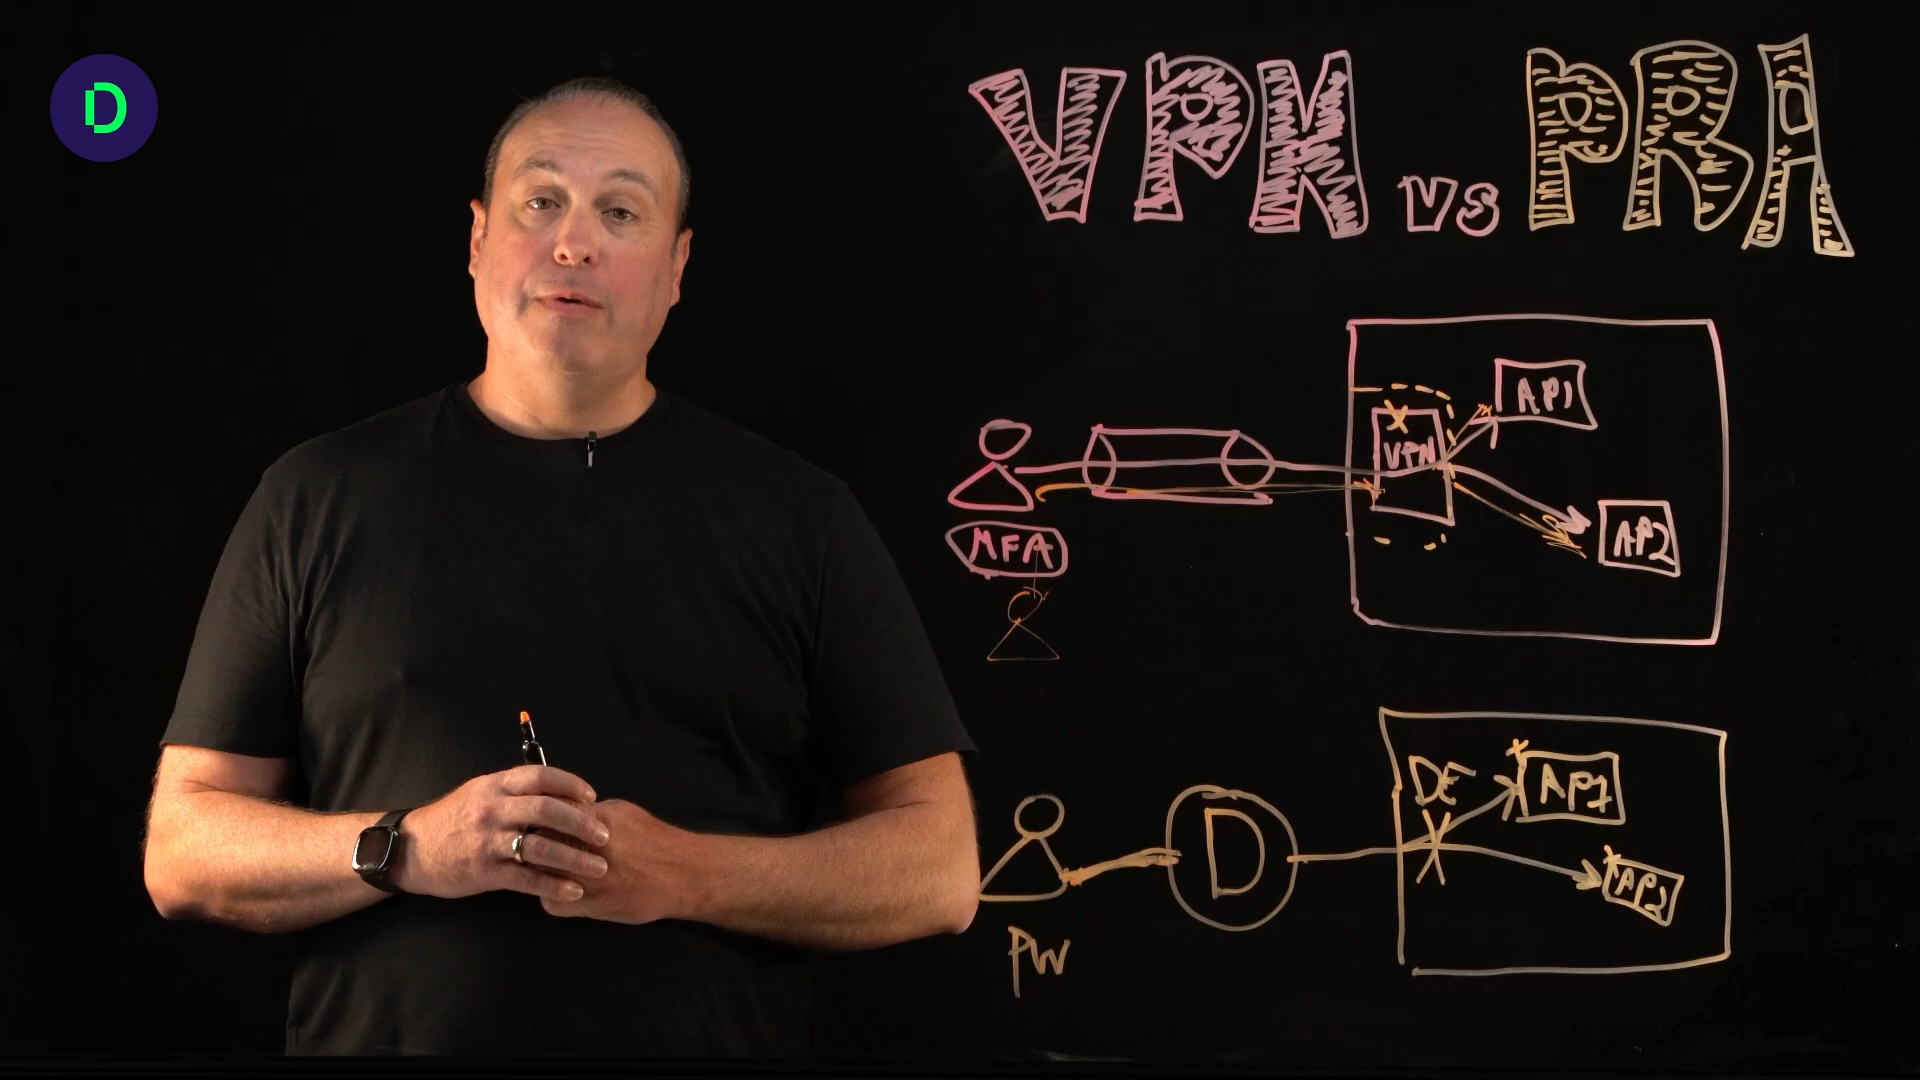 D
VPN vs PRA
AP1
VPN
AP2
MFA
DE
AP1
D
AP2
PW